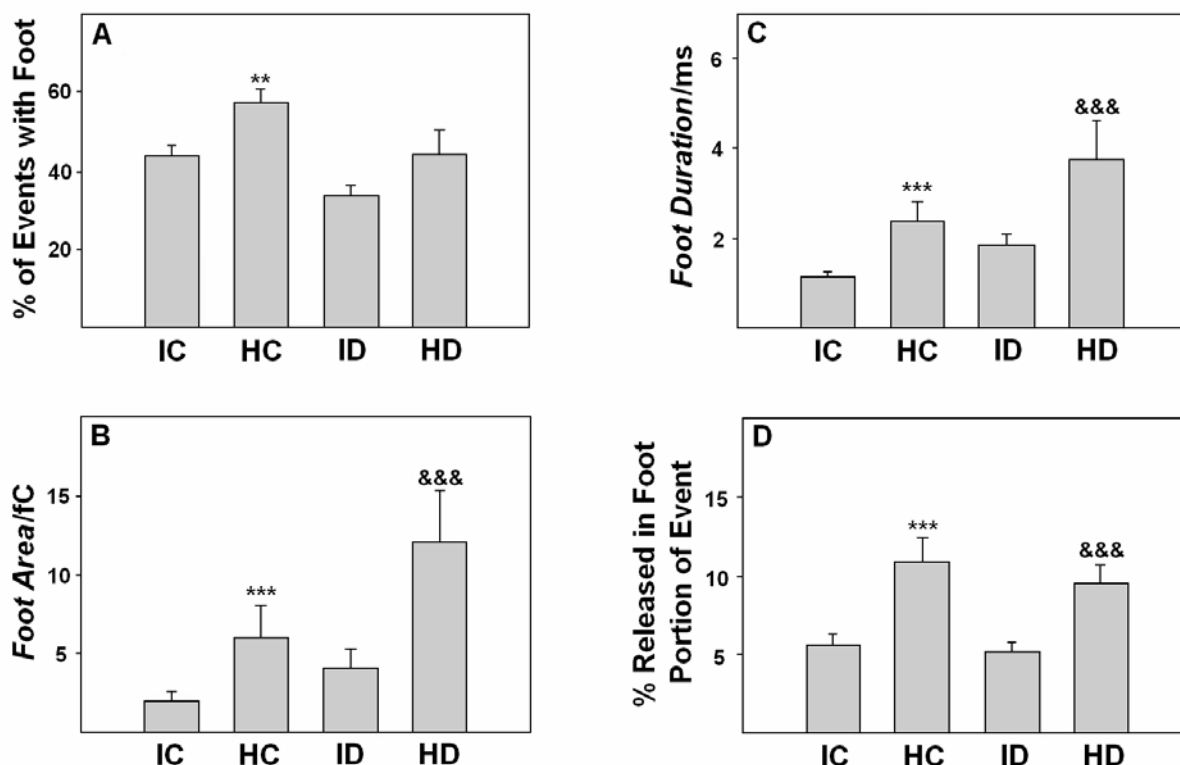 A
% of Events with Foot
60
40
20
**
IC HC ID HD
C
Foot Duration/ms
6
4
2
***
&&&
IC HC ID HD
B
Foot Area/fC
15
10
5
***
&&&
IC HC ID HD
D
% Released in Foot
Portion of Event
15
10
5
***
&&&
IC HC ID HD